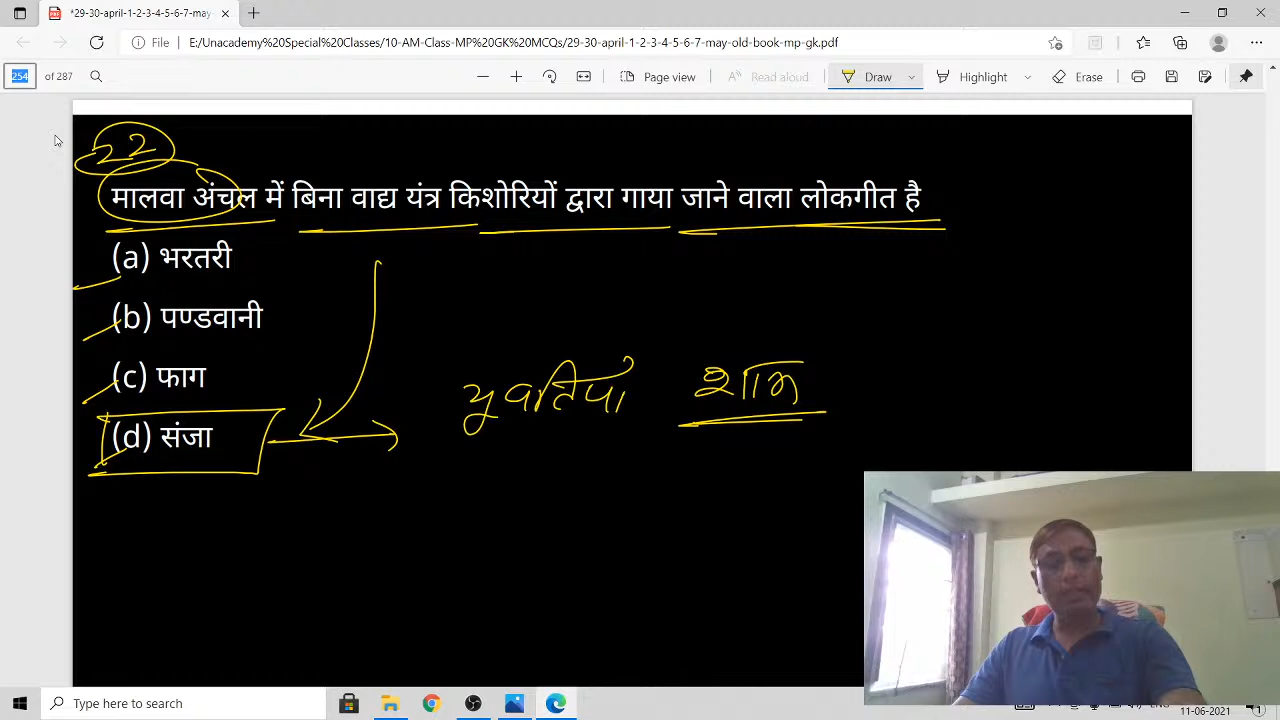 *29-30-april-1-2-3-4-5-6-7-may
File E:/Unacademy%20Special%20Classes/10-AM-Class-MP%20GK%20MCQs/29-30-april-1-2-3-4-5-6-7-may-old-book-mp-gk.pdf
254 of 287 Page view Read aloud Draw Highlight Erase
22
मालवा अंचल में बिना वाद्य यंत्र किशोरियों द्वारा गाया जाने वाला लोकगीत है
(a) भरतरी
(b) पण्डवानी
(c) फाग
युवतियां शाम
(d) संजा
Type here to search
11-06-2021